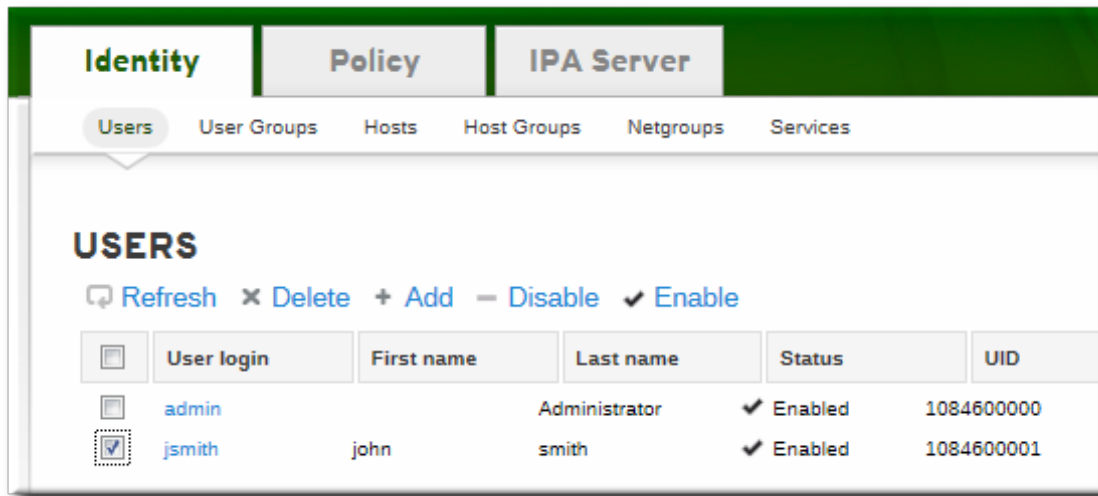 Identity Policy IPA Server
Users User Groups Hosts Host Groups Netgroups Services
USERS
Refresh Delete Add Disable Enable
User login First name Last name Status UID
admin Administrator Enabled 1084600000
jsmith john smith Enabled 1084600001